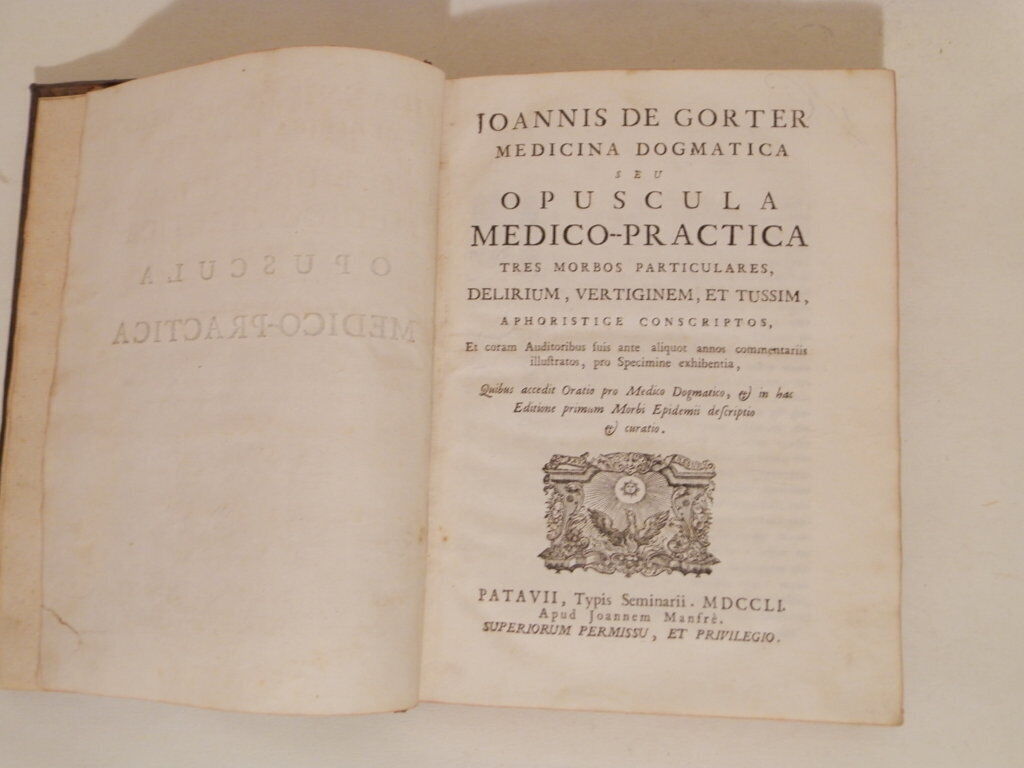 JOANNIS DE GORTER
MEDICINA DOGMATICA
SEU
OPUSCULA
MEDICO-PRACTICA
TRES MORBOS PARTICULARES,
DELIRIUM, VERTIGINEM, ET TUSSIM,
APHORISTICE CONSCRIPTOS,
Et coram Auditoribus ſuis ante aliquot annos commentariis
illuſtratos, pro Specimine exhibentia,
Quibus accedit Oratio pro Medico Dogmatico, & in hac
Editione primum Morbi Epidemii deſcriptio
& curatio.
PATAVII, Typis Seminarii. MDCCLI.
Apud Joannem Manfrè.
SUPERIORUM PERMISSU, ET PRIVILEGIO.